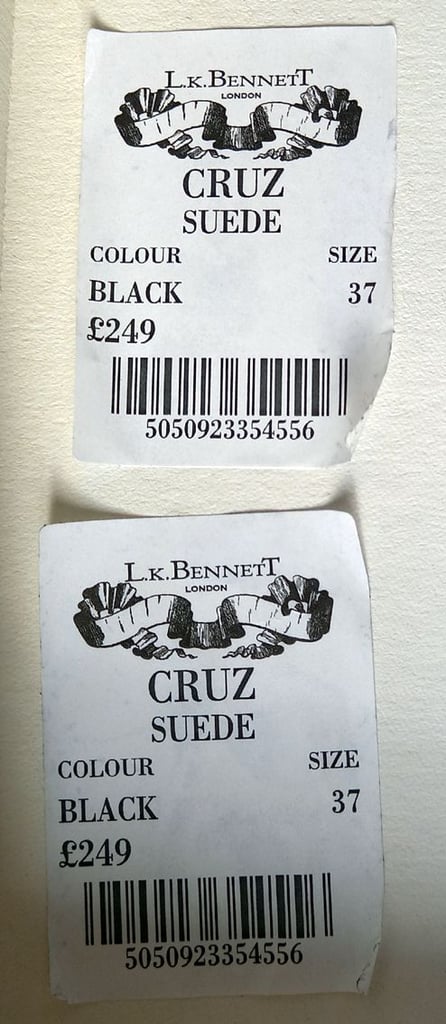 L.K.BENNETT
LONDON
CRUZ
SUEDE
COLOUR SIZE
BLACK 37
£249
5050923354556
L.K.BENNETT
LONDON
CRUZ
SUEDE
COLOUR SIZE
BLACK 37
£249
5050923354556